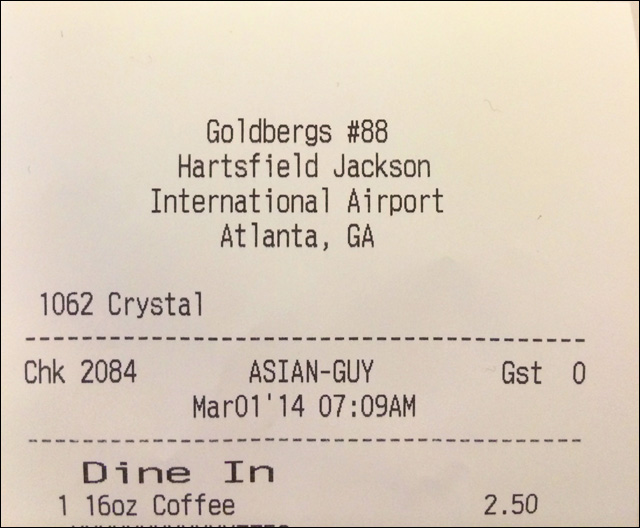 Goldbergs #88
Hartsfield Jackson
International Airport
Atlanta, GA
1062 Crystal
Chk 2084 ASIAN-GUY Gst 0
Mar01'14 07:09AM
Dine In
1 16oz Coffee 2.50